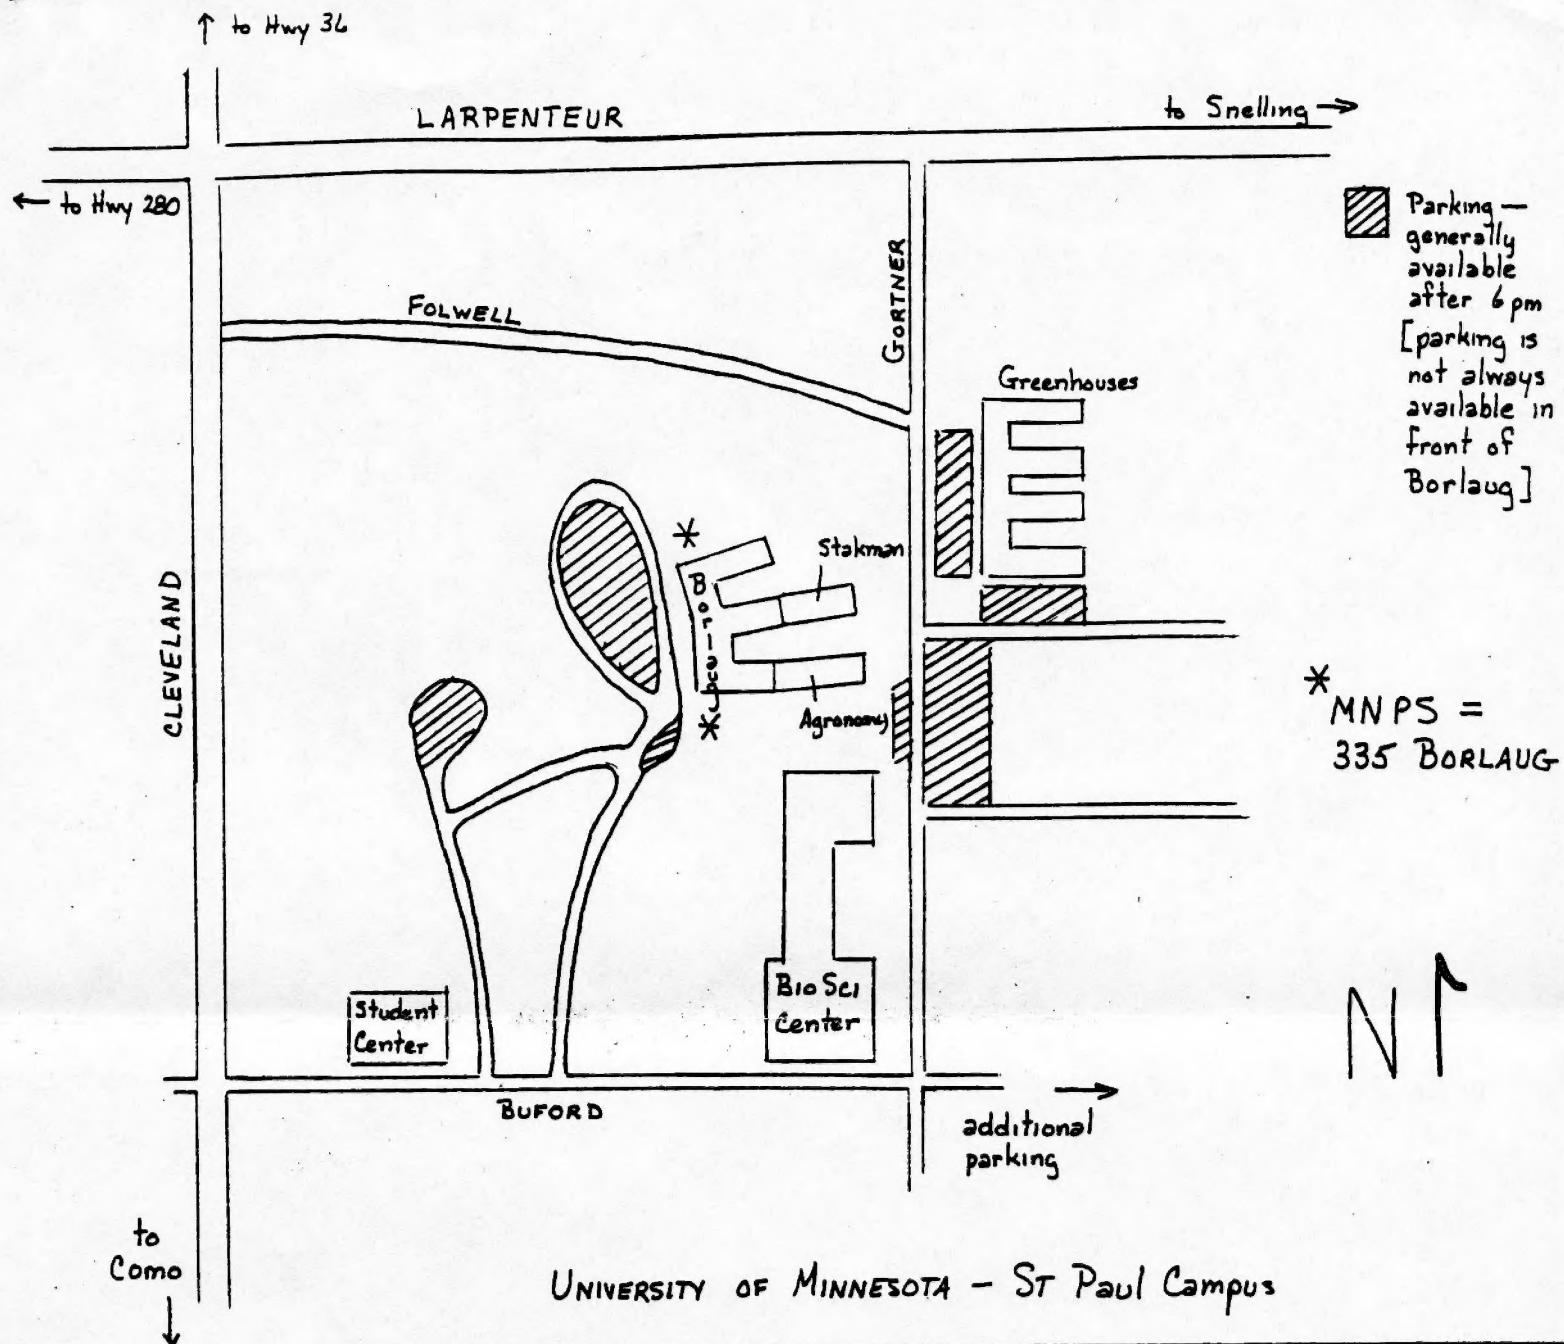 ↑ to Hwy 36
LARPENTEUR
to Snelling →
← to Hwy 280
Parking —
generally
available
after 6 pm
[parking is
not always
available in
front of
Borlaug]
FOLWELL
GORTNER
Greenhouses
CLEVELAND
*
Stakman
Borlaug
*
Agronomy
* MNPS =
335 BORLAUG
Student
Center
Bio Sci
Center
N
BUFORD
additional
parking
to
Como
UNIVERSITY OF MINNESOTA - ST Paul Campus